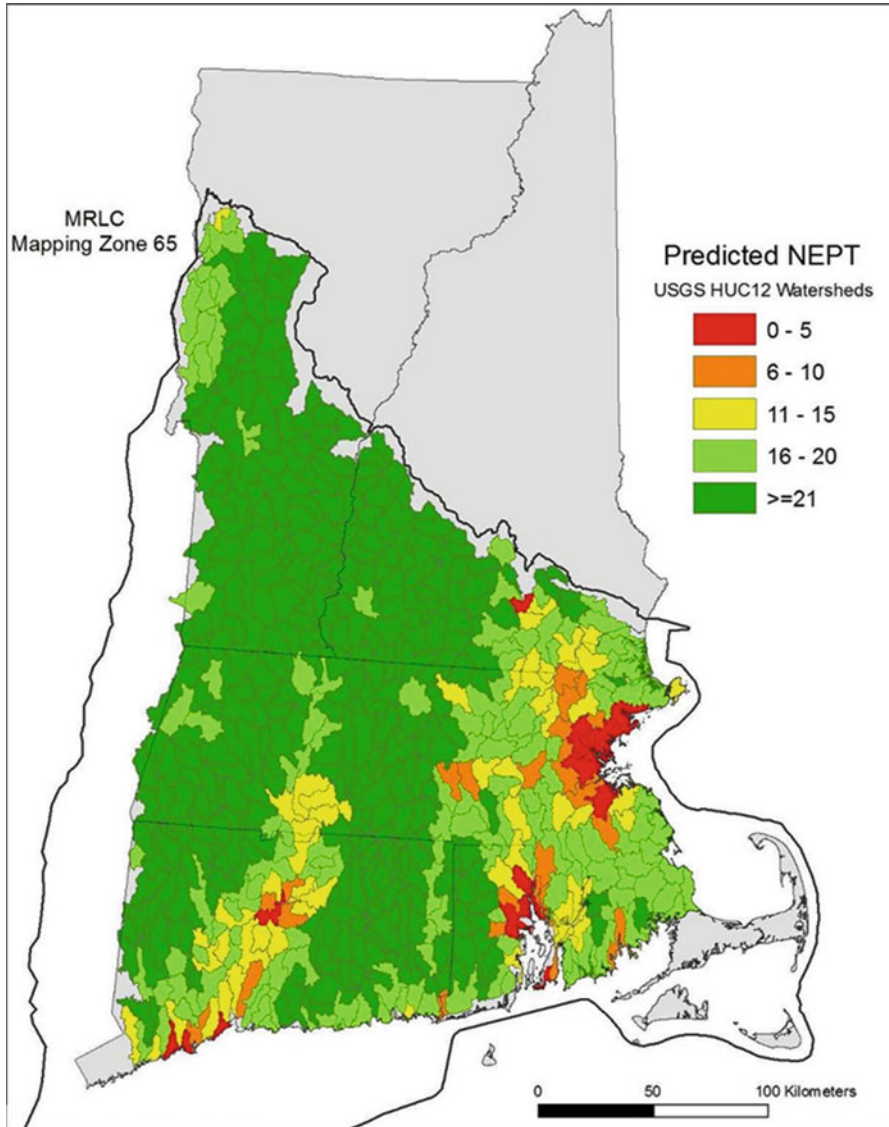 MRLC
Mapping Zone 65
Predicted NEPT
USGS HUC12 Watersheds
0 - 5
6 - 10
11 - 15
16 - 20
>=21
0 50 100 Kilometers